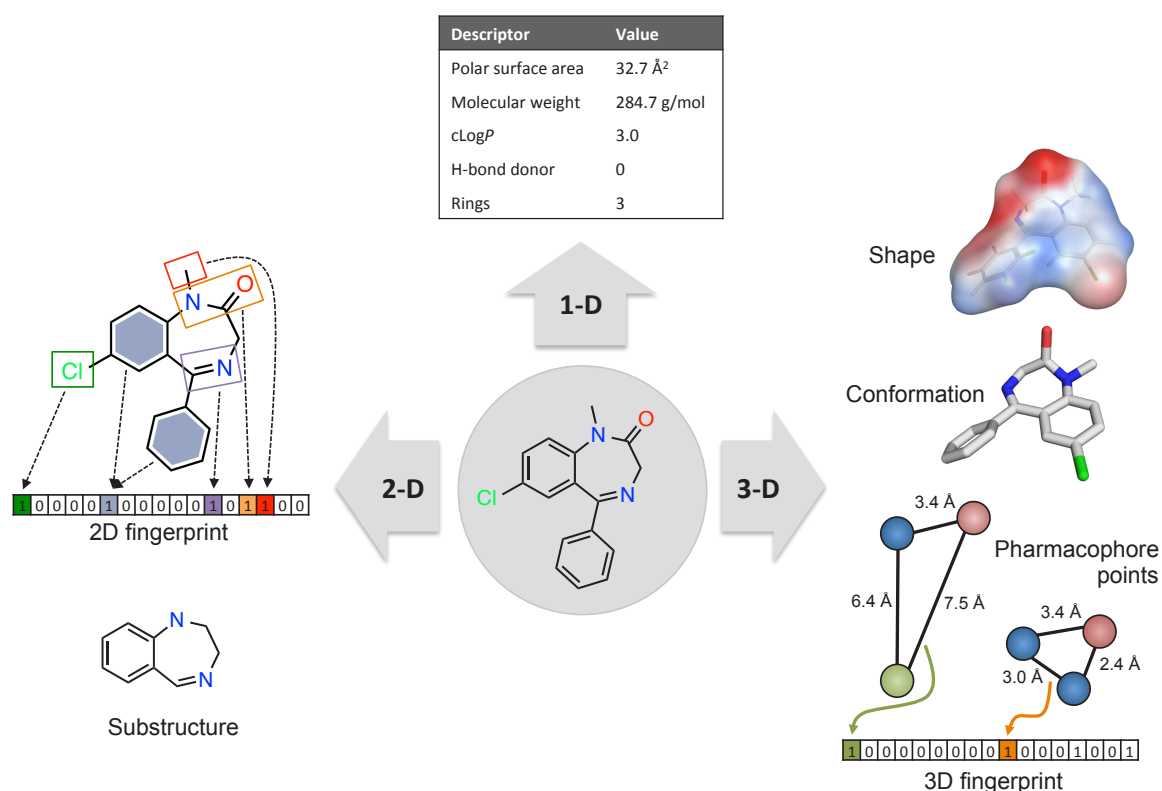 Descriptor Value
Polar surface area 32.7 Å²
Molecular weight 284.7 g/mol
cLogP 3.0
H-bond donor 0
Rings 3
1-D
2-D
3-D
N
O
Cl
N
N
O
Cl
N
1 0 0 0 0 1 0 0 0 0 0 1 0 1 1 0 0
2D fingerprint
N
N
Substructure
Shape
Conformation
3.4 Å
6.4 Å
7.5 Å
Pharmacophore
points
3.4 Å
3.0 Å
2.4 Å
1 0 0 0 0 0 0 0 0 1 0 0 0 1 0 0 1
3D fingerprint